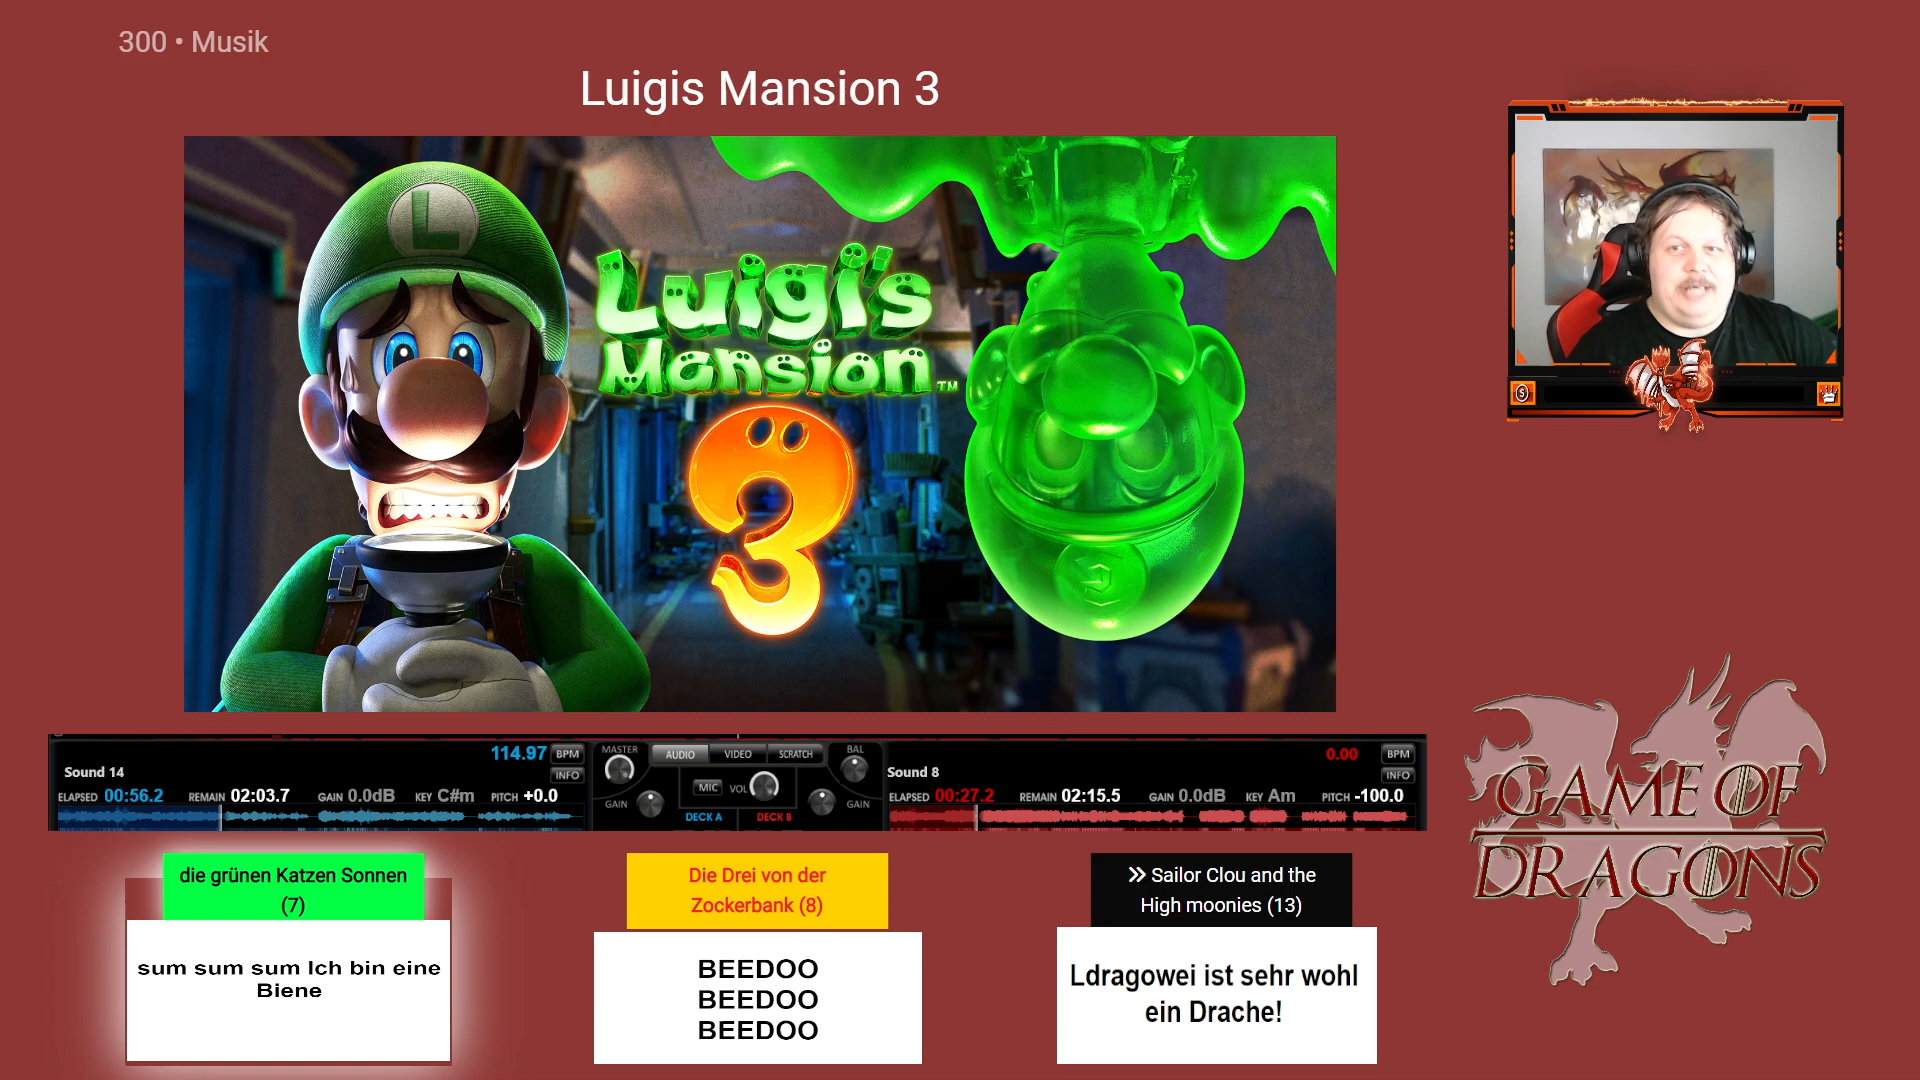 300 • Musik
Luigis Mansion 3
L
Luigi's
Mansion™
3
MASTER
AUDIO
VIDEO
SCRATCH
BAL
114.97 BPM
INFO
Sound 14
ELAPSED 00:56.2 REMAIN 02:03.7 GAIN 0.0dB KEY C#m PITCH +0.0
GAIN
MIC
VOL
GAIN
DECK A
DECK B
0.00 BPM
INFO
Sound 8
ELAPSED 00:27.2 REMAIN 02:15.5 GAIN 0.0dB KEY Am PITCH -100.0
die grünen Katzen Sonnen
(7)
sum sum sum Ich bin eine
Biene
Die Drei von der
Zockerbank (8)
BEEDOO
BEEDOO
BEEDOO
Sailor Clou and the
High moonies (13)
Ldragowei ist sehr wohl
ein Drache!
GAME OF
DRAGONS